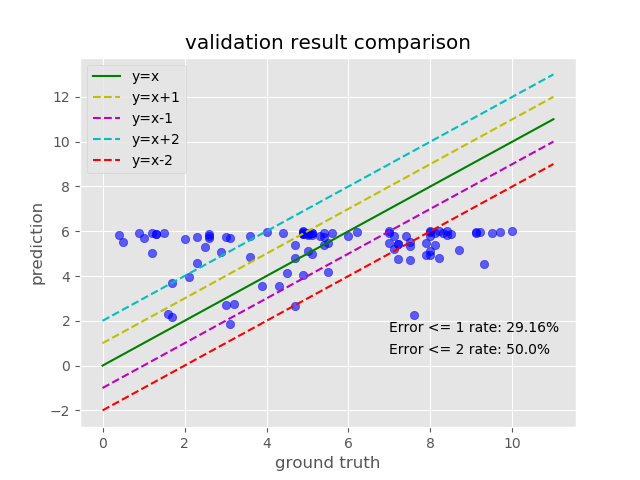 validation result comparison
y=x
y=x+1
y=x-1
y=x+2
y=x-2
12
10
8
6
4
2
0
−2
prediction
Error <= 1 rate: 29.16%
Error <= 2 rate: 50.0%
0 2 4 6 8 10
ground truth